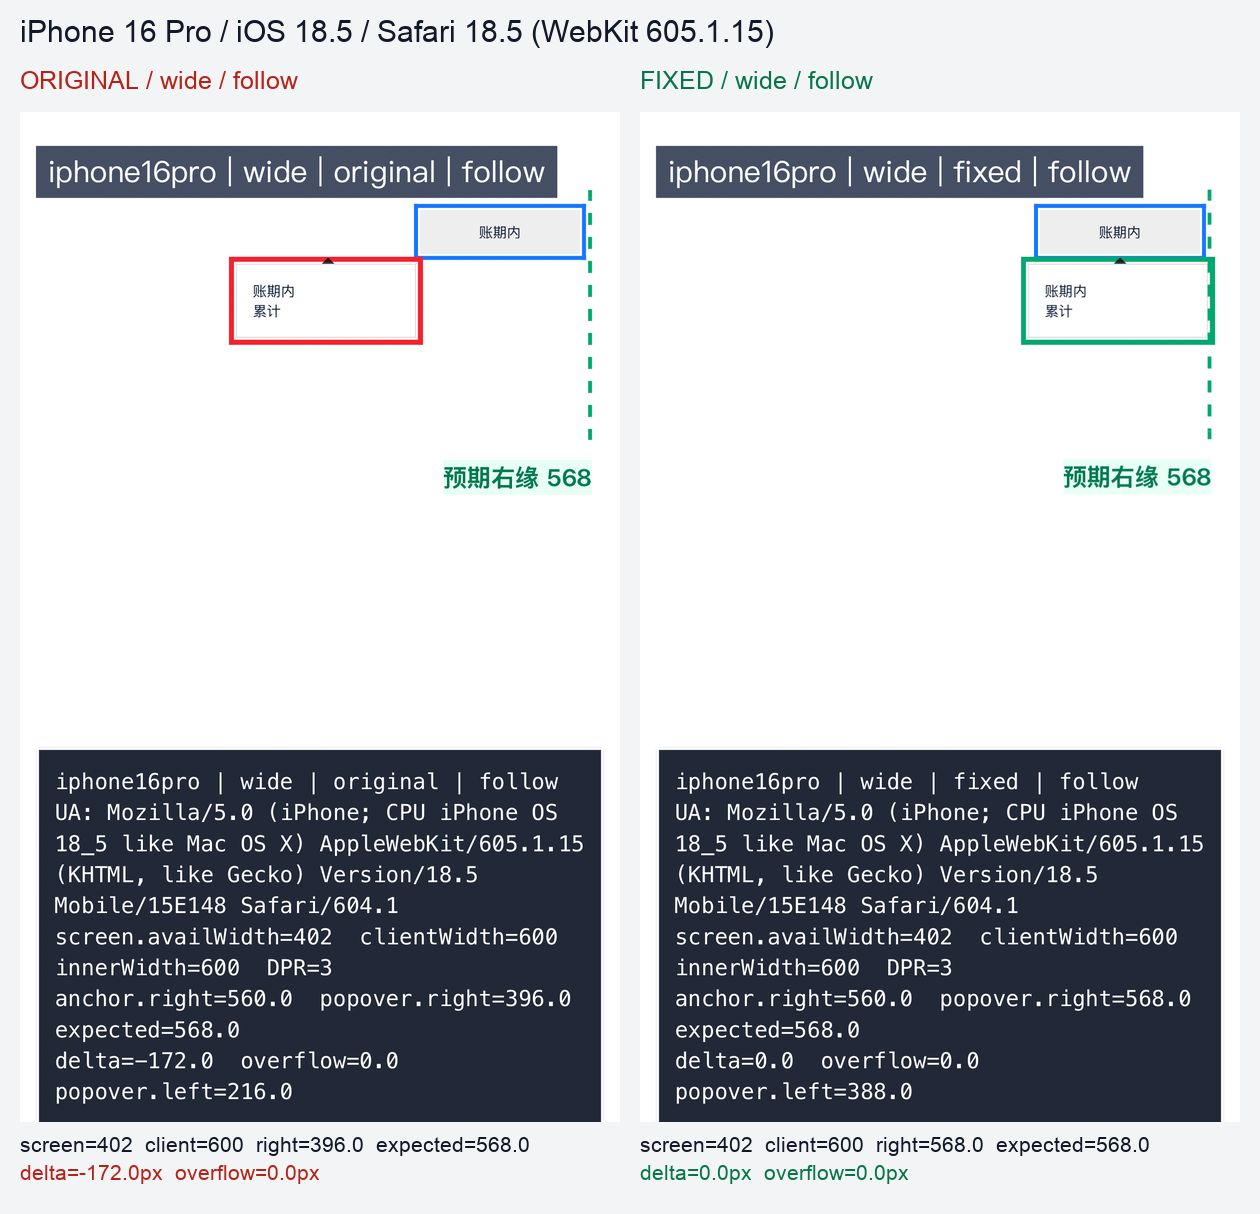 iPhone 16 Pro / iOS 18.5 / Safari 18.5 (WebKit 605.1.15)
ORIGINAL / wide / follow
iphone16pro | wide | original | follow
账期内
账期内
累计
预期右缘 568
iphone16pro | wide | original | follow
UA: Mozilla/5.0 (iPhone; CPU iPhone OS
18_5 like Mac OS X) AppleWebKit/605.1.15
(KHTML, like Gecko) Version/18.5
Mobile/15E148 Safari/604.1
screen.availWidth=402  clientWidth=600
innerWidth=600  DPR=3
anchor.right=560.0  popover.right=396.0
expected=568.0
delta=−172.0  overflow=0.0
popover.left=216.0
screen=402  client=600  right=396.0  expected=568.0
delta=-172.0px  overflow=0.0px
FIXED / wide / follow
iphone16pro | wide | fixed | follow
账期内
账期内
累计
预期右缘 568
iphone16pro | wide | fixed | follow
UA: Mozilla/5.0 (iPhone; CPU iPhone OS
18_5 like Mac OS X) AppleWebKit/605.1.15
(KHTML, like Gecko) Version/18.5
Mobile/15E148 Safari/604.1
screen.availWidth=402  clientWidth=600
innerWidth=600  DPR=3
anchor.right=560.0  popover.right=568.0
expected=568.0
delta=0.0  overflow=0.0
popover.left=388.0
screen=402  client=600  right=568.0  expected=568.0
delta=0.0px  overflow=0.0px